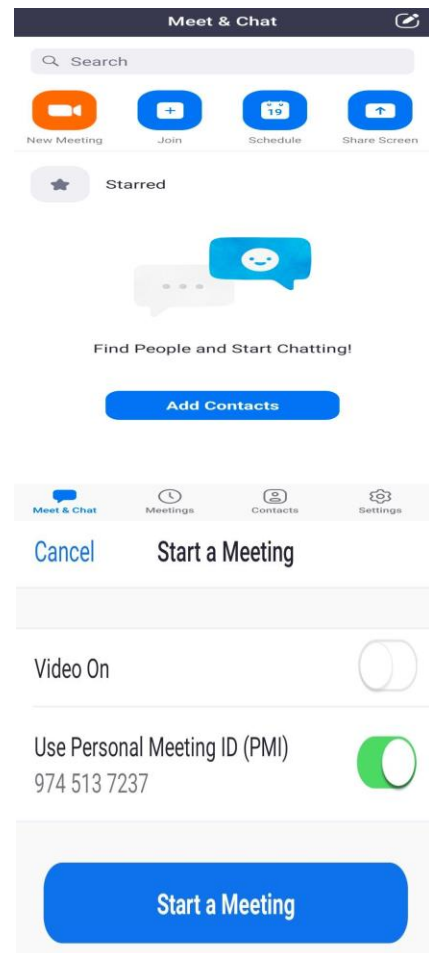 Meet & Chat
Search
19
New Meeting Join Schedule Share Screen
Starred
Find People and Start Chatting!
Add Contacts
Meet & Chat Meetings Contacts Settings
Cancel Start a Meeting
Video On
Use Personal Meeting ID (PMI)
974 513 7237
Start a Meeting